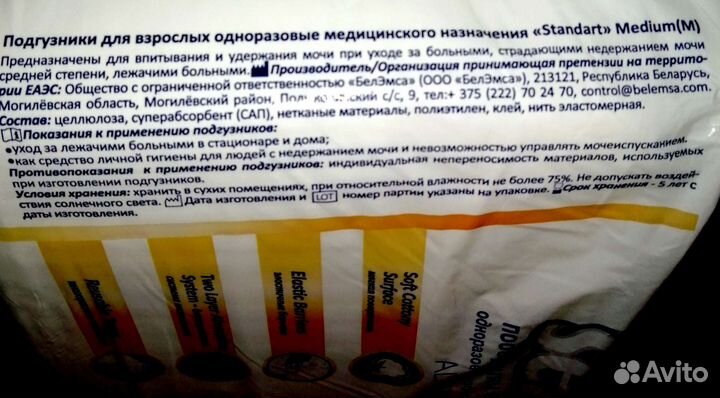 Подгузники для взрослых одноразовые медицинского назначения «Standart» Medium(M)
Предназначены для впитывания и удержания мочи при уходе за больными, страдающими недержанием мочи
средней степени, лежачими больными. Производитель/Организация принимающая претензии на террито-
рии ЕАЭС: Общество с ограниченной ответственностью «БелЭмса» (ООО «БелЭмса»), 213121, Республика Беларусь,
Могилёвская область, Могилёвский район, с/с, 9, тел:+ 375 (222) 70 24 70, control@belemsa.com
Состав: целлюлоза, суперабсорбент (САП), нетканые материалы, полиэтилен, клей, нить эластомерная.
Показания к применению подгузников:
•уход за лежачими больными в стационаре и дома;
•как средство личной гигиены для людей с недержанием мочи и невозможностью управлять мочеиспусканием.
Противопоказания к применению подгузников: индивидуальная непереносимость материалов, используемых
при изготовлении подгузников.
Условия хранения: хранить в сухих помещениях, при относительной влажности не более 75%. Не допускать воздей-
ствия солнечного света. Дата изготовления и LOT номер партии указаны на упаковке. Срок хранения - 5 лет с
даты изготовления.
Two Layer
System
Elastic Barriers
Soft Cottony
Surface
Avito